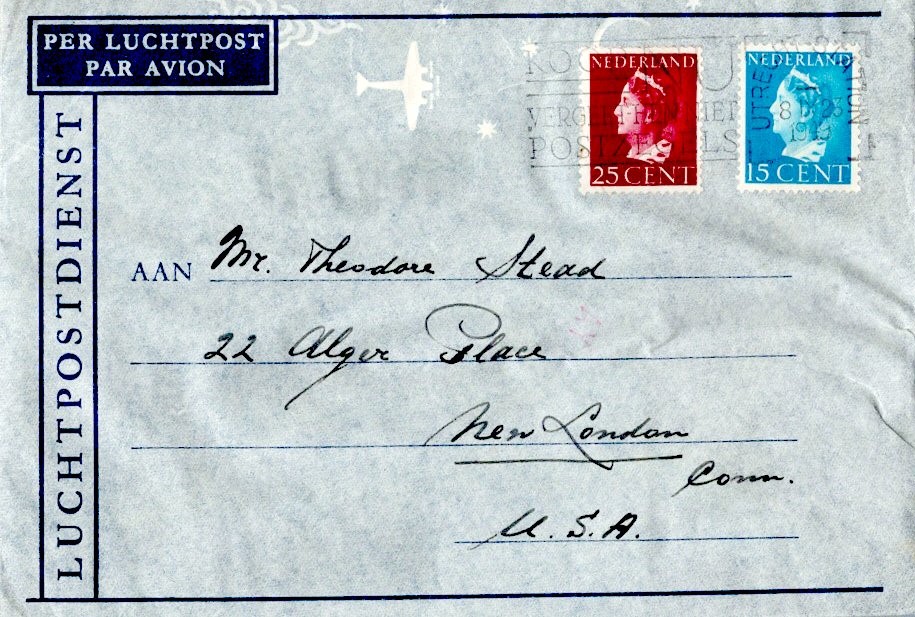 PER LUCHTPOST
PAR AVION
LUCHTPOSTDIENST
NEDERLAND
25 CENT
NEDERLAND
15 CENT
POSTZEGELS
AAN Mr. Theodore Stead
22 Alger Place
New London
Conn.
U.S.A.